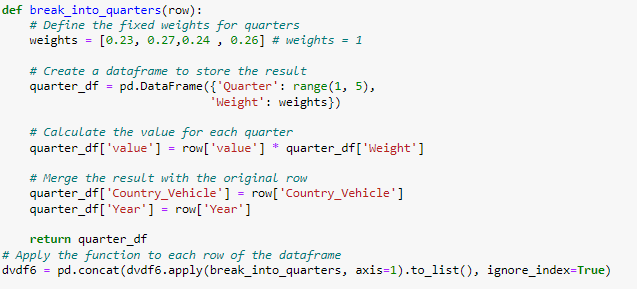 def break_into_quarters(row):
    # Define the fixed weights for quarters
    weights = [0.23, 0.27,0.24 , 0.26] # weights = 1

    # Create a dataframe to store the result
    quarter_df = pd.DataFrame({'Quarter': range(1, 5),
                               'Weight': weights})

    # Calculate the value for each quarter
    quarter_df['value'] = row['value'] * quarter_df['Weight']

    # Merge the result with the original row
    quarter_df['Country_Vehicle'] = row['Country_Vehicle']
    quarter_df['Year'] = row['Year']

    return quarter_df
# Apply the function to each row of the dataframe
dvdf6 = pd.concat(dvdf6.apply(break_into_quarters, axis=1).to_list(), ignore_index=True)